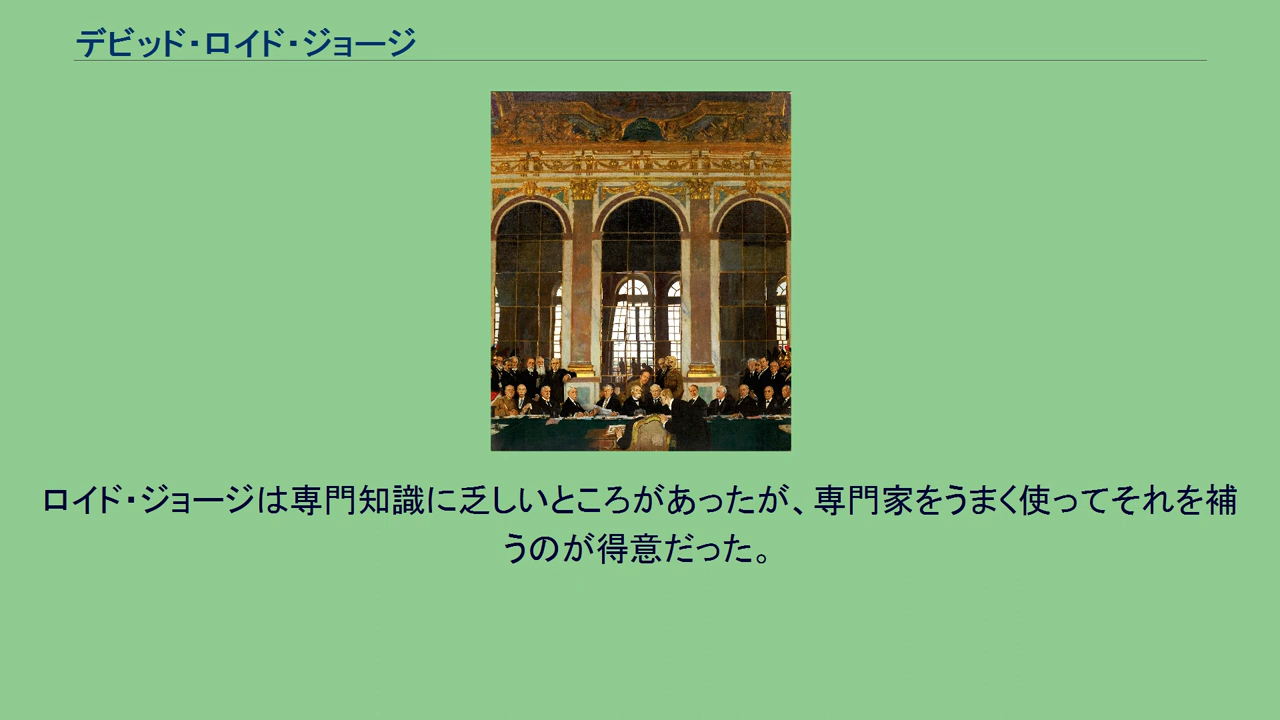 デビッド・ロイド・ジョージ
ロイド・ジョージは専門知識に乏しいところがあったが、専門家をうまく使ってそれを補
うのが得意だった。